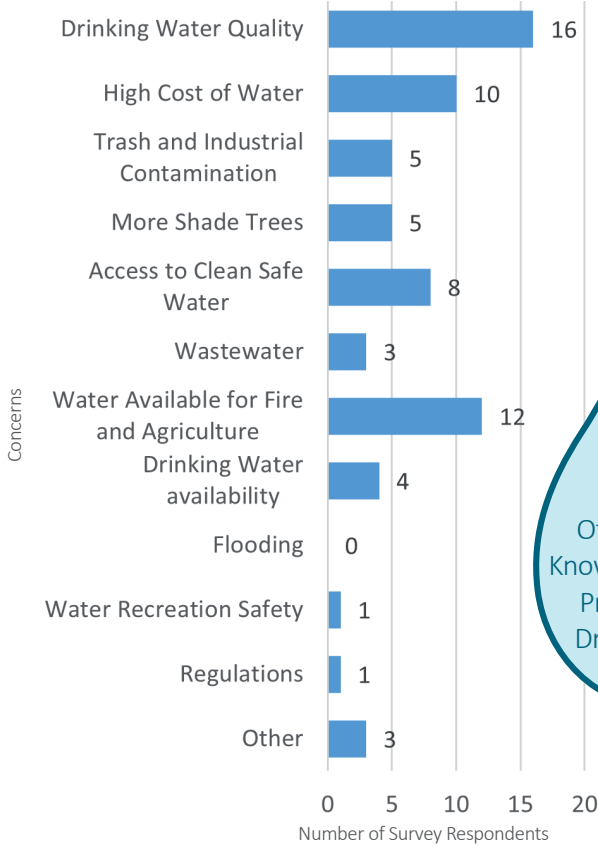 Drinking Water Quality
16
High Cost of Water
10
Trash and Industrial
Contamination
5
More Shade Trees
5
Access to Clean Safe
Water
8
Wastewater
3
Water Available for Fire
and Agriculture
12
Drinking Water
availability
4
Flooding
0
Water Recreation Safety
1
Regulations
1
Other
3
Concerns
0 5 10 15 20
Number of Survey Respondents